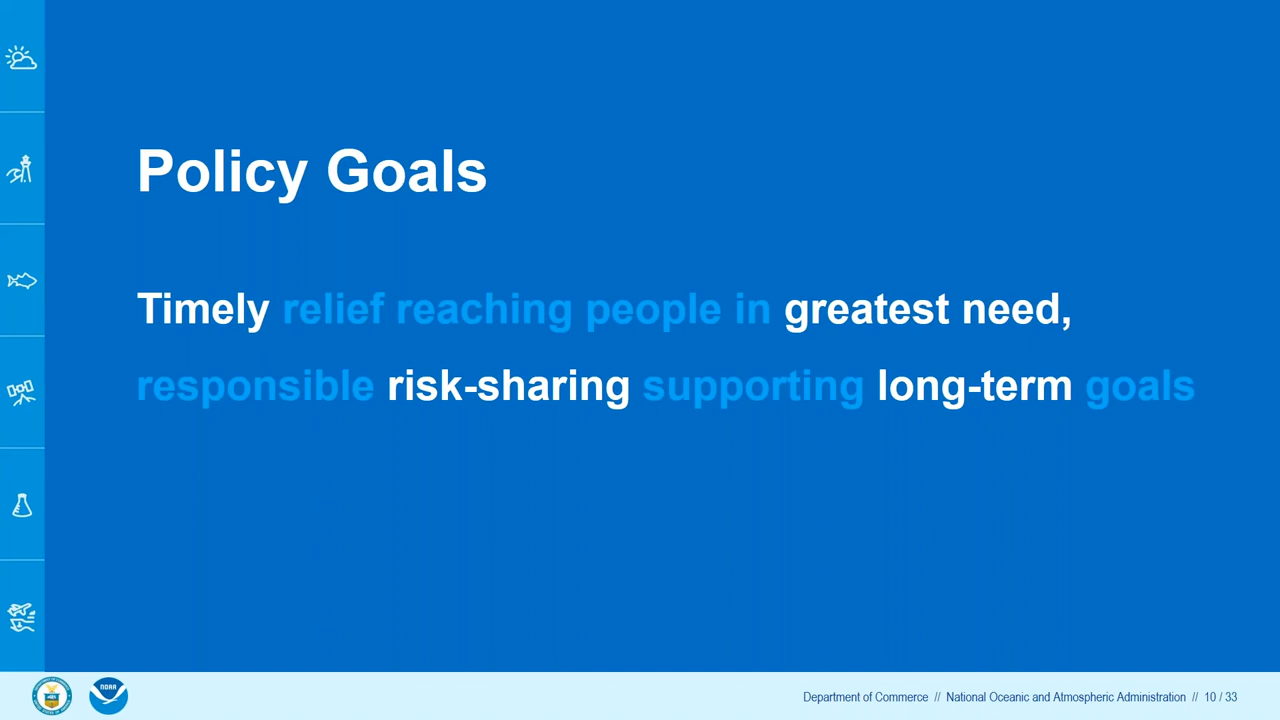 Policy Goals
Timely relief reaching people in greatest need,
responsible risk-sharing supporting long-term goals
NOAA
Department of Commerce // National Oceanic and Atmospheric Administration // 10 / 33